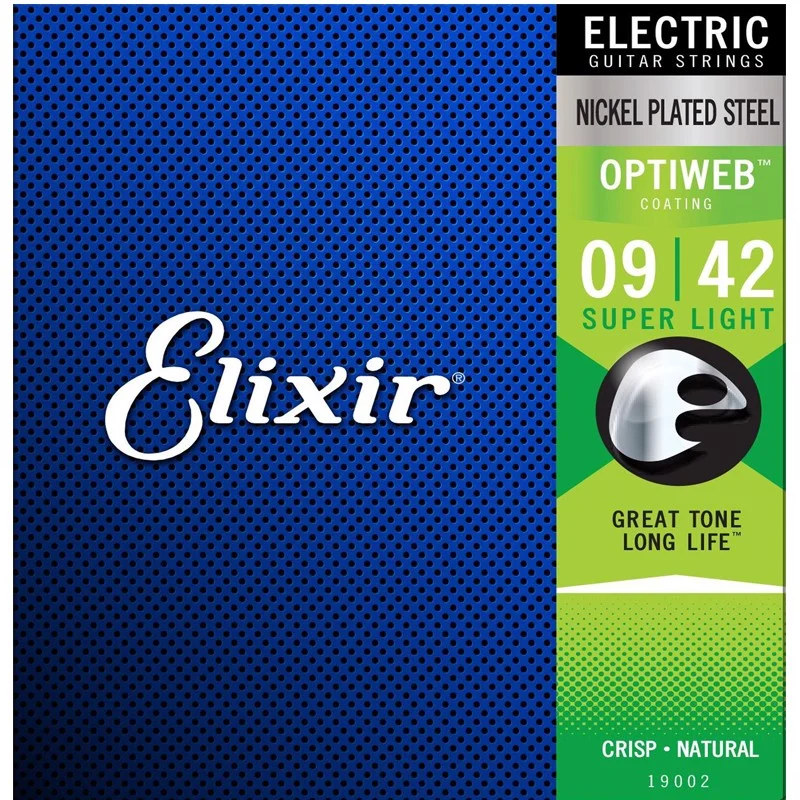 Elixir®
ELECTRIC
GUITAR STRINGS
NICKEL PLATED STEEL
OPTIWEB™
COATING
09 | 42
SUPER LIGHT
e
GREAT TONE
LONG LIFE™
CRISP • NATURAL
19002